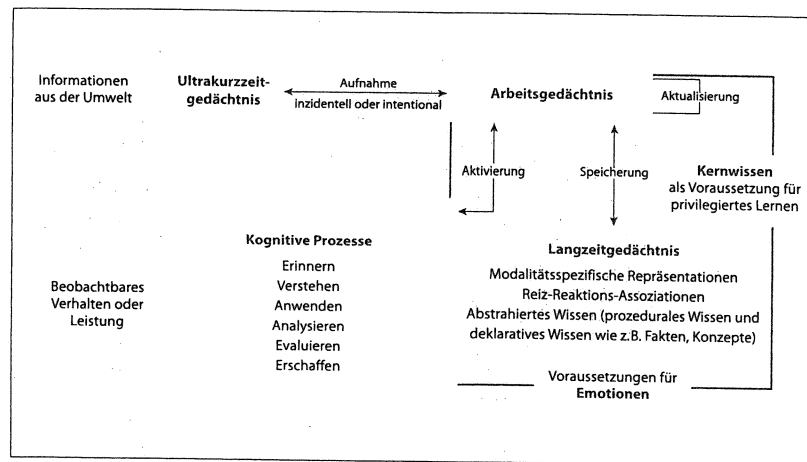 Informationen
aus der Umwelt
Ultrakurzzeit-
gedächtnis
Aufnahme
inzidentell oder intentional
Arbeitsgedächtnis
Aktualisierung
Aktivierung
Speicherung
Kernwissen
als Voraussetzung für
privilegiertes Lernen
Beobachtbares
Verhalten oder
Leistung
Kognitive Prozesse
Erinnern
Verstehen
Anwenden
Analysieren
Evaluieren
Erschaffen
Langzeitgedächtnis
Modalitätsspezifische Repräsentationen
Reiz-Reaktions-Assoziationen
Abstrahiertes Wissen (prozedurales Wissen und
deklaratives Wissen wie z.B. Fakten, Konzepte)
Voraussetzungen für
Emotionen